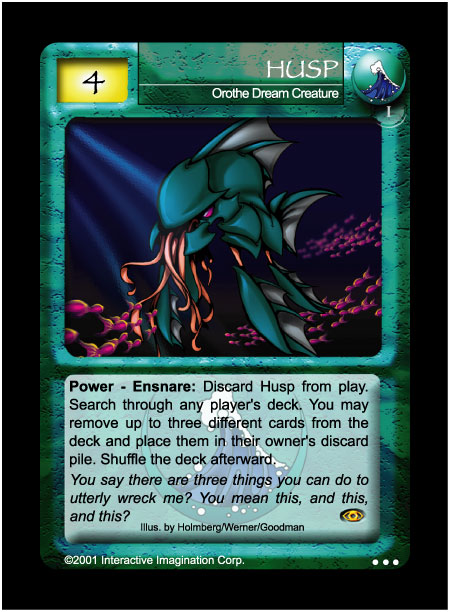 4
HUSP
Orothe Dream Creature
L
Power - Ensnare: Discard Husp from play.
Search through any player's deck. You may
remove up to three different cards from the
deck and place them in their owner's discard
pile. Shuffle the deck afterward.
You say there are three things you can do to
utterly wreck me? You mean this, and this,
and this?
Illus. by Holmberg/Werner/Goodman
©2001 Interactive Imagination Corp.